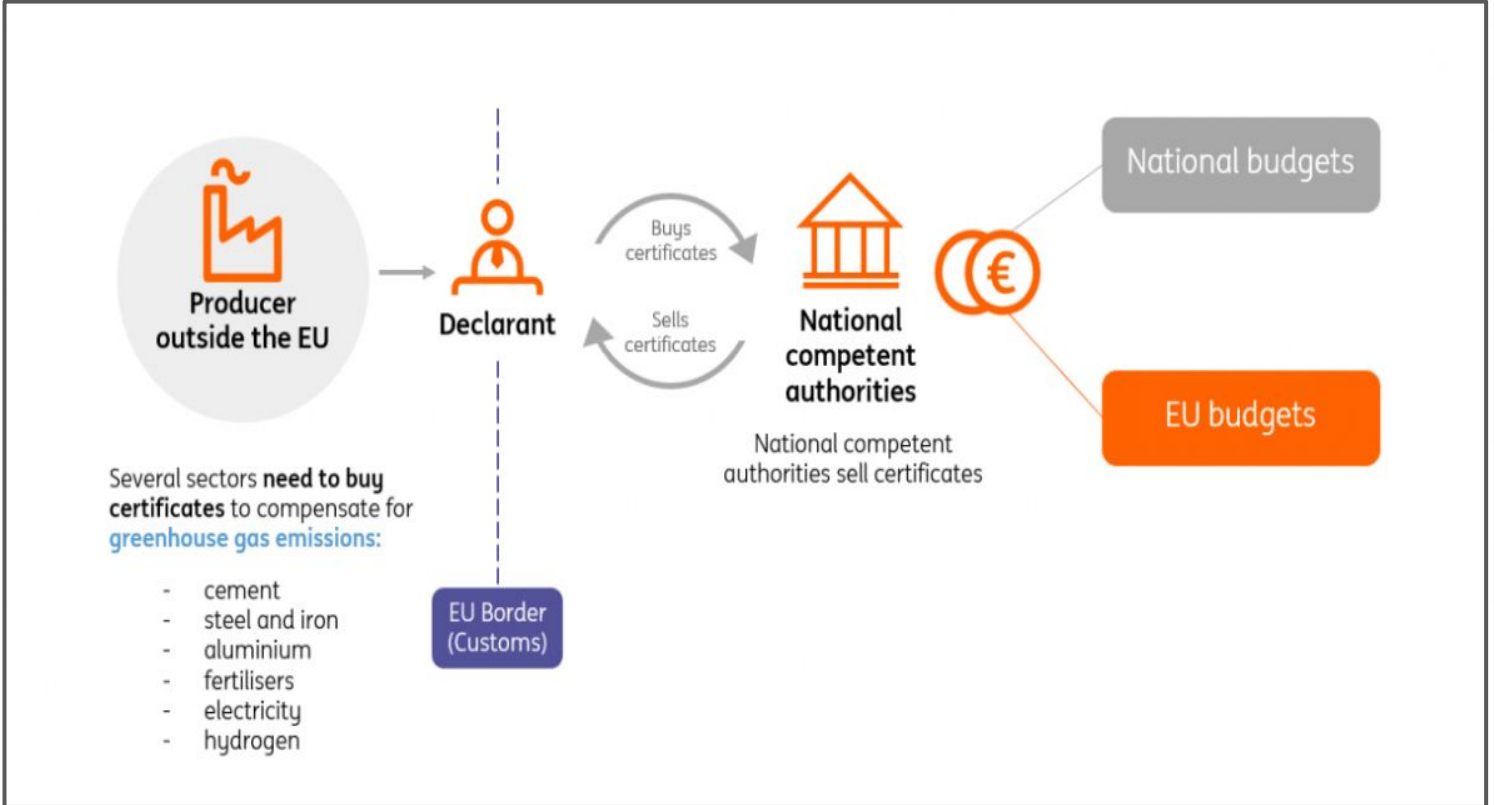 Producer
outside the EU
Several sectors need to buy
certificates to compensate for
greenhouse gas emissions:
- cement
- steel and iron
- aluminium
- fertilisers
- electricity
- hydrogen
Declarant
EU Border
(Customs)
Buys
certificates
Sells
certificates
National
competent
authorities
National competent
authorities sell certificates
€
National budgets
EU budgets